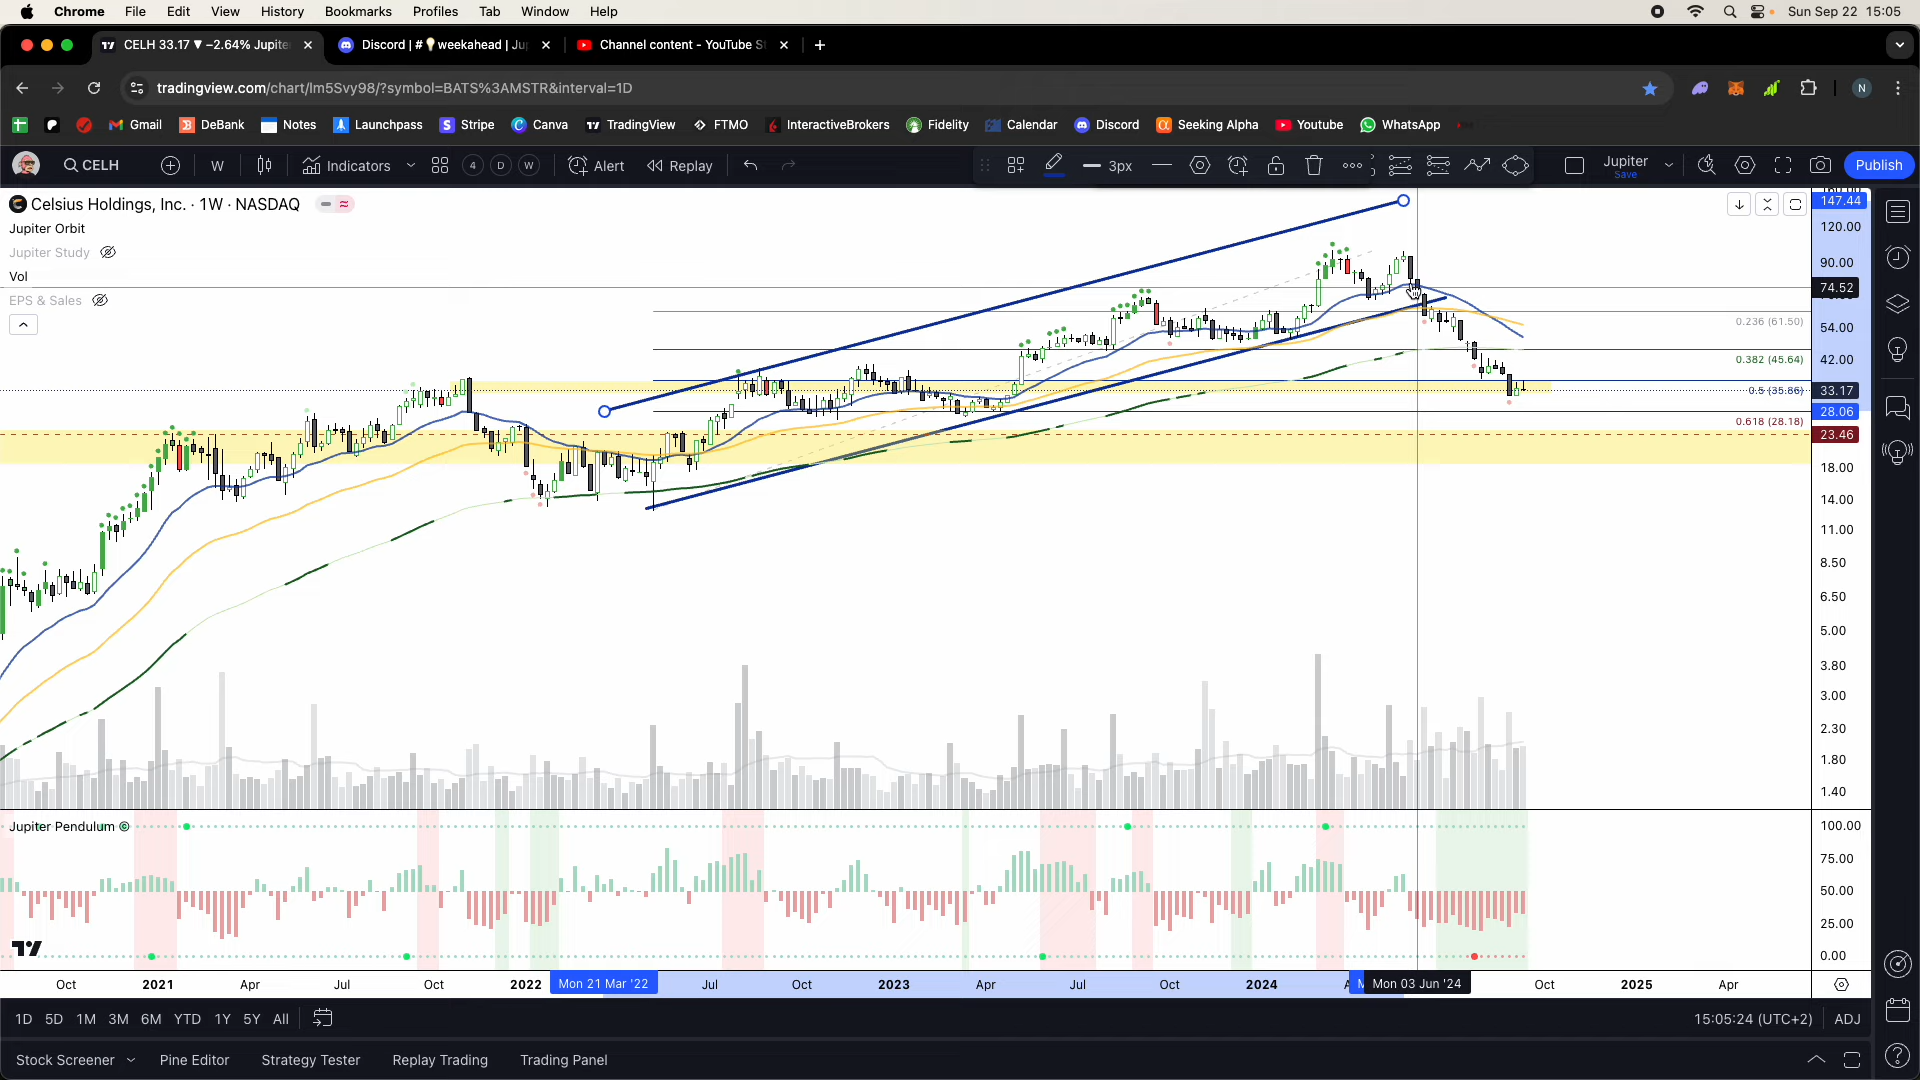 Chrome File Edit View History Bookmarks Profiles Tab Window Help Sun Sep 22 15:05
CELH 33.17 ▼ −2.64% Jupite Discord | # weekahead | Ju Channel content - YouTube S
tradingview.com/chart/lm5Svy98/?symbol=BATS%3AMSTR&interval=1D N
Gmail DeBank Notes Launchpass Stripe Canva TradingView FTMO InteractiveBrokers Fidelity Calendar Discord Seeking Alpha Youtube WhatsApp
CELH W Indicators 4 D W Alert Replay 3px Jupiter Save Publish
Celsius Holdings, Inc. · 1W · NASDAQ
Jupiter Orbit
Jupiter Study
Vol
EPS & Sales
147.44
120.00
90.00
74.52
0.236 (61.50)
54.00
0.382 (45.64)
42.00
0.5 (35.86)
33.17
28.06
0.618 (28.18)
23.46
18.00
14.00
11.00
8.50
6.50
5.00
3.80
3.00
2.30
1.80
1.40
Jupiter Pendulum
100.00
75.00
50.00
25.00
0.00
Oct 2021 Apr Jul Oct 2022 Mon 21 Mar '22 Jul Oct 2023 Apr Jul Oct 2024 Mon 03 Jun '24 Oct 2025 Apr
1D 5D 1M 3M 6M YTD 1Y 5Y All 15:05:24 (UTC+2) ADJ
Stock Screener Pine Editor Strategy Tester Replay Trading Trading Panel